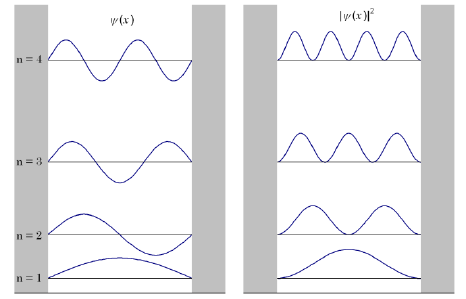 ψ(x)
|ψ(x)|²
n = 4
n = 3
n = 2
n = 1